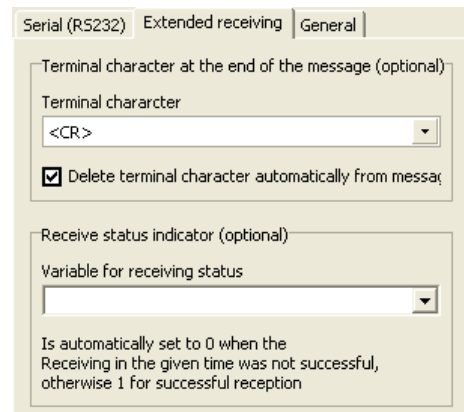 Serial (RS232) Extended receiving General
Terminal character at the end of the message (optional)
Terminal chararcter
<CR>
Delete terminal character automatically from messag
Receive status indicator (optional)
Variable for receiving status
Is automatically set to 0 when the
Receiving in the given time was not successful,
otherwise 1 for successful reception